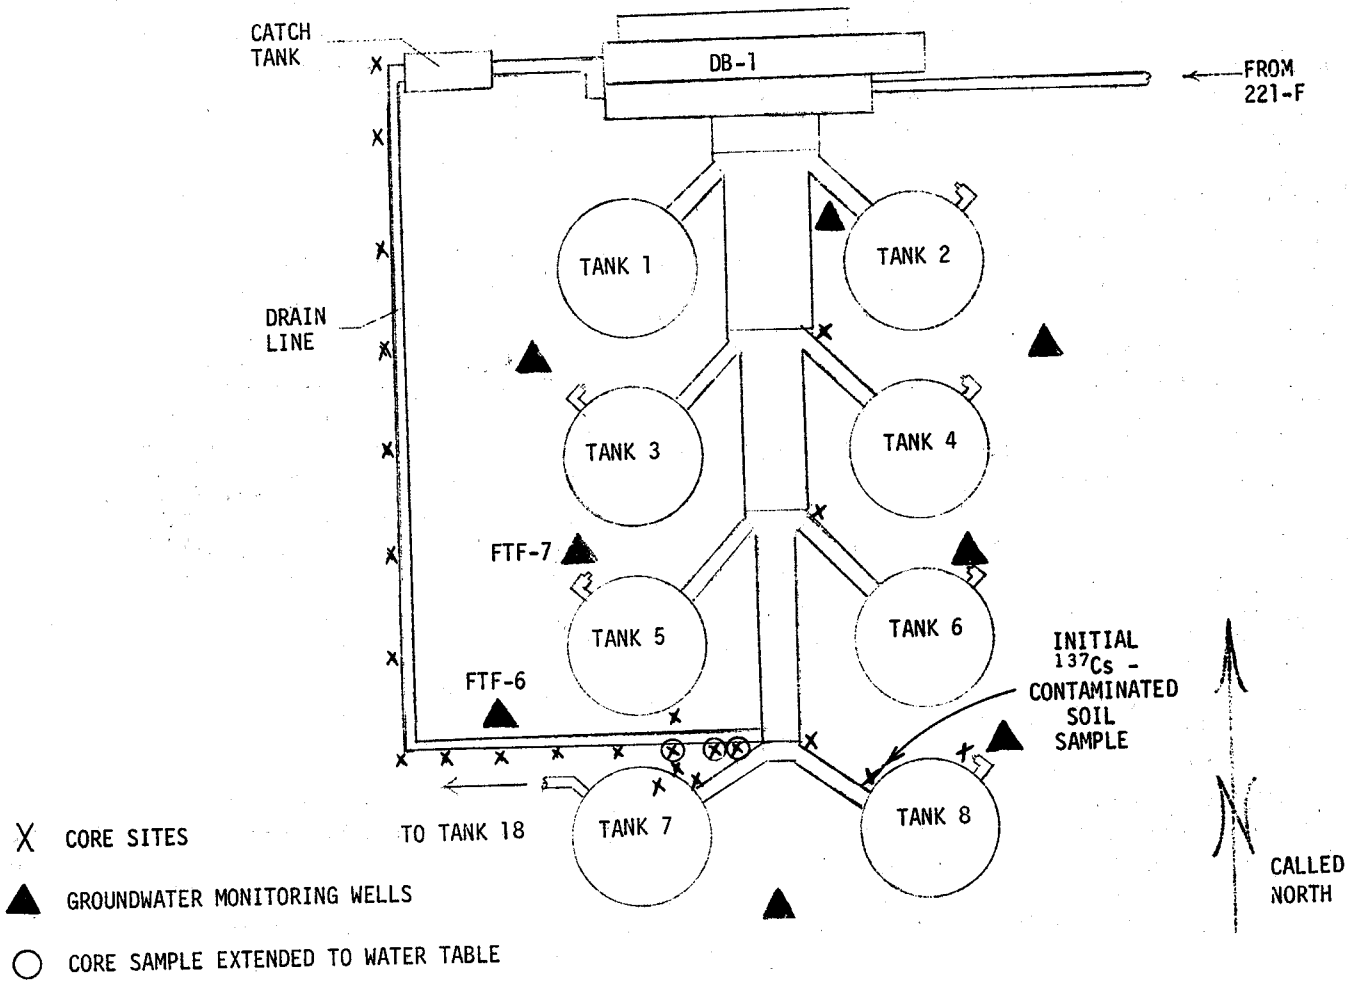 CATCH
TANK
DB-1
FROM
221-F
TANK 1
TANK 2
DRAIN
LINE
TANK 3
TANK 4
FTF-7
TANK 5
TANK 6
FTF-6
INITIAL
¹³⁷Cs -
CONTAMINATED
SOIL
SAMPLE
TO TANK 18
TANK 7
TANK 8
X CORE SITES
GROUNDWATER MONITORING WELLS
CORE SAMPLE EXTENDED TO WATER TABLE
N
CALLED
NORTH